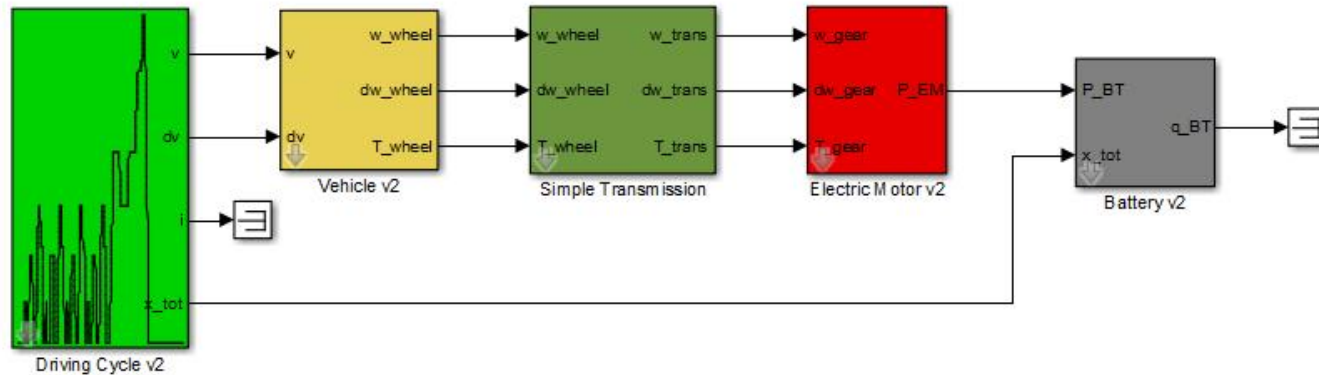 v
dv
i
x_tot
Driving Cycle v2
v
dv
w_wheel
dw_wheel
T_wheel
Vehicle v2
w_wheel
dw_wheel
T_wheel
w_trans
dw_trans
T_trans
Simple Transmission
w_gear
dw_gear
T_gear
P_EM
Electric Motor v2
P_BT
x_tot
q_BT
Battery v2